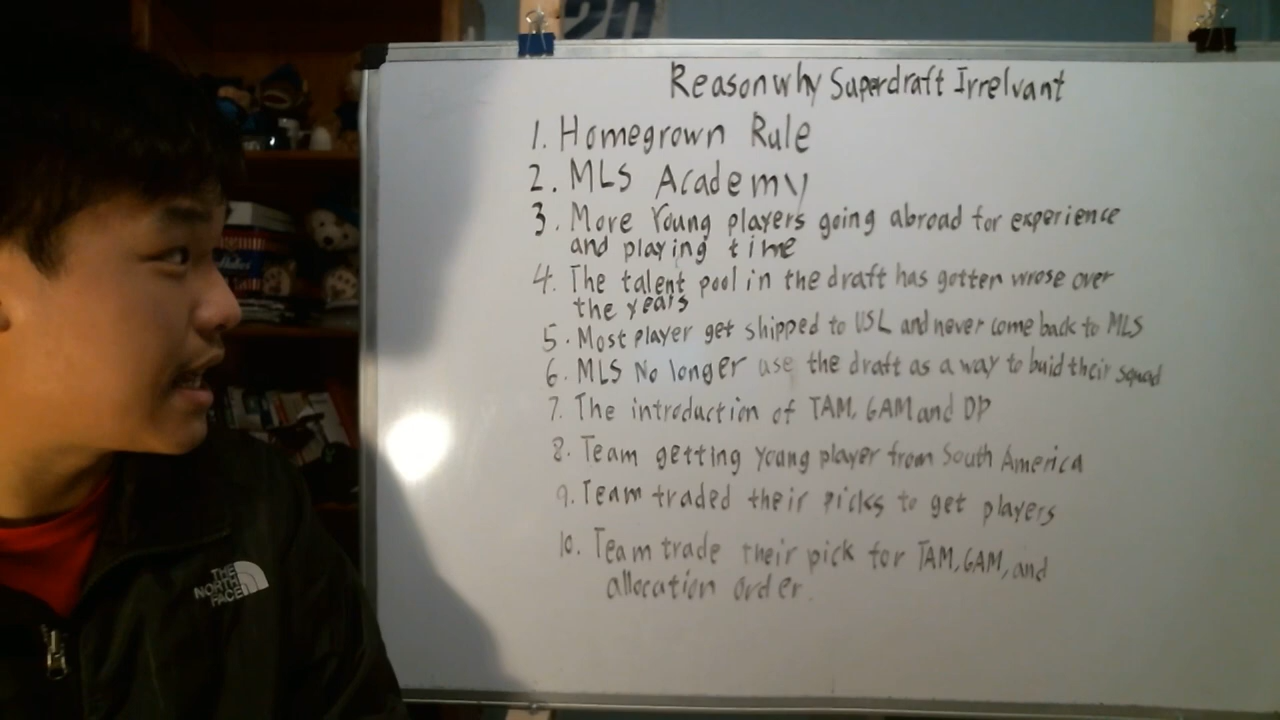 20
Reason why Superdraft Irrelvant
1. Homegrown Rule
2. MLS Academy
3. More Young players going abroad for experience
and playing time
4. The talent pool in the draft has gotten wrose over
the years
5. Most player get shipped to USL and never come back to MLS
6. MLS No longer use the draft as a way to buid their squad
7. The introduction of TAM, GAM and DP
8. Team getting young player from South America
9. Team traded their picks to get players
10. Team trade their pick for TAM, GAM, and
allocation order.
THE
NORTH
FACE